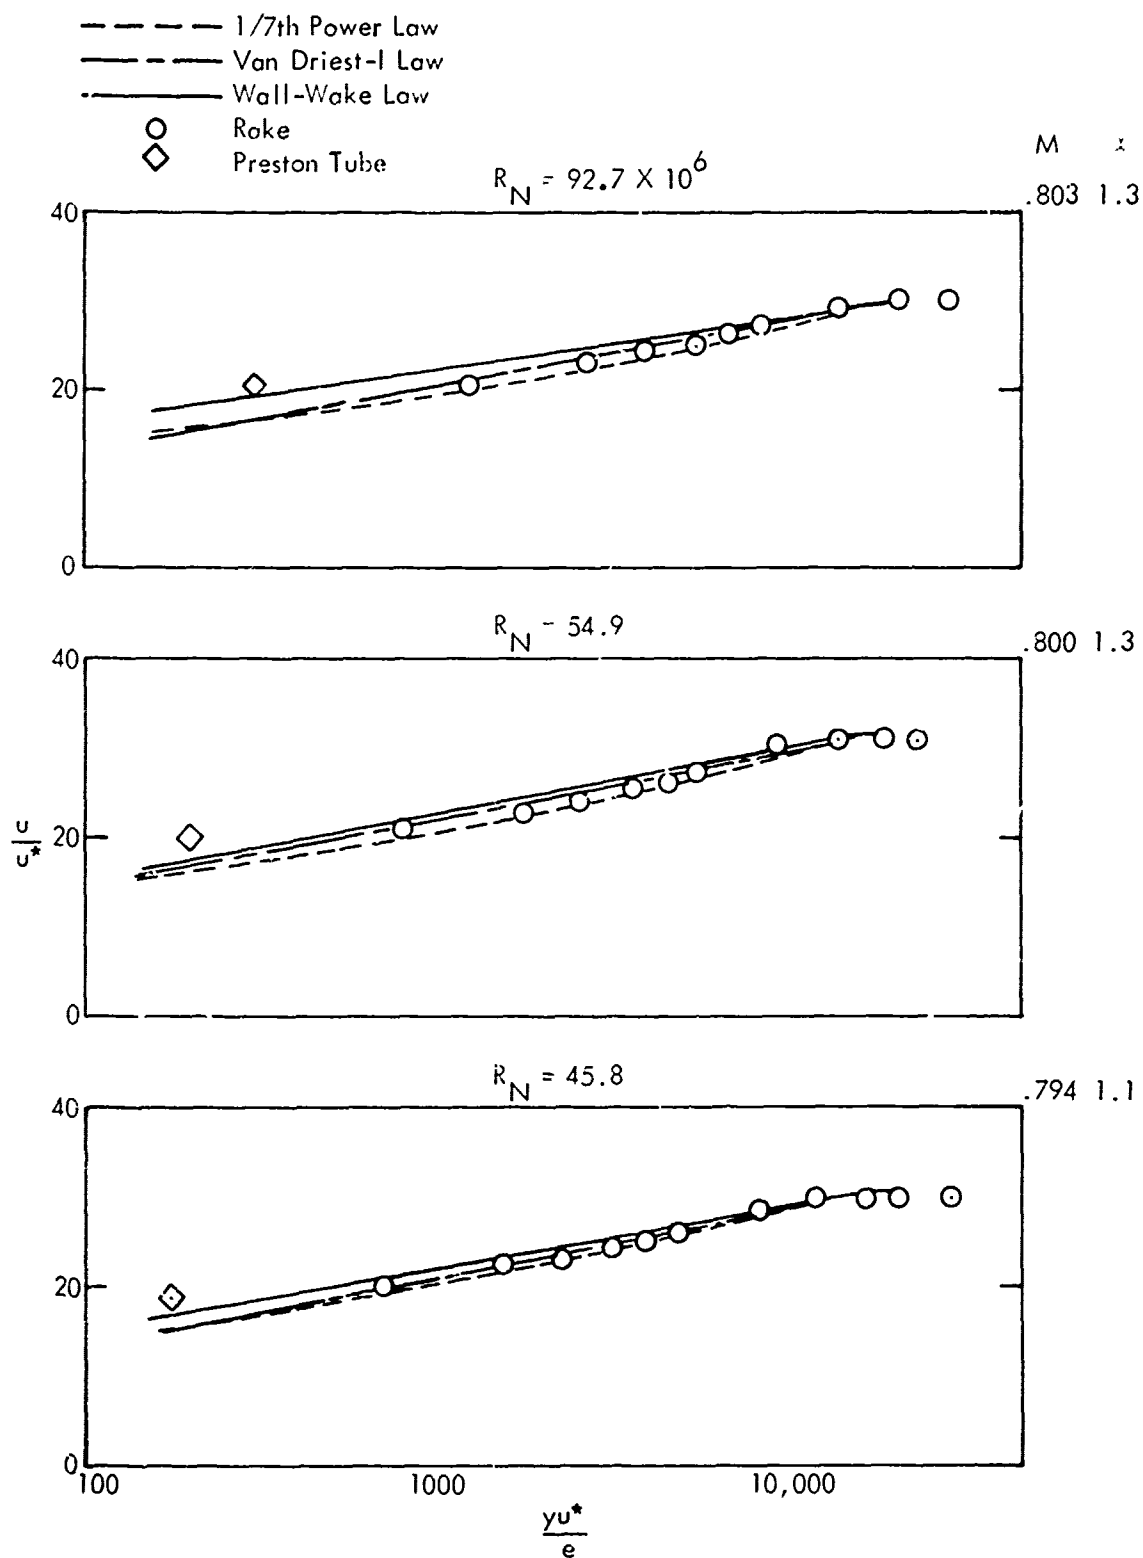 1/7th Power Law
Van Driest-I Law
Wall-Wake Law
Rake
Preston Tube
M x
R_N = 92.7 X 10^6
.803 1.3
40
20
0
R_N - 54.9
.800 1.3
40
u/u* 20
0
R_N = 45.8
.794 1.1
40
20
0
100 1000 10,000
yu*/e